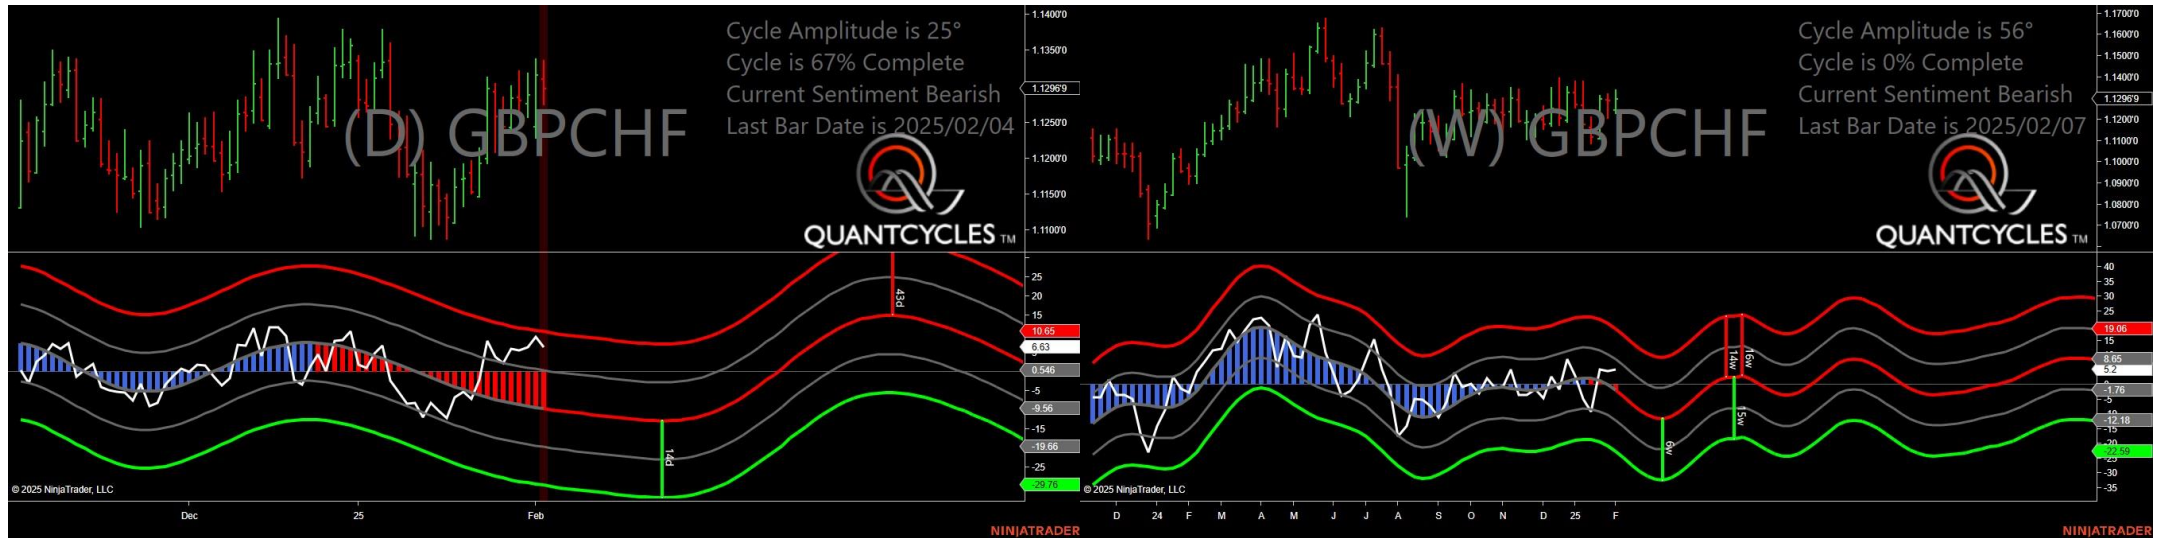 Cycle Amplitude is 25°
Cycle is 67% Complete
Current Sentiment Bearish
Last Bar Date is 2025/02/04
(D) GBPCHF
QUANTCYCLES TM
1.1400'0
1.1350'0
1.1296'9
1.1250'0
1.1200'0
1.1150'0
1.1100'0
25
20
15
10.65
6.63
0.546
-5
-9.56
-15
-19.66
-25
-29.76
43d
14d
© 2025 NinjaTrader, LLC
Dec 25 Feb
NINJATRADER
Cycle Amplitude is 56°
Cycle is 0% Complete
Current Sentiment Bearish
Last Bar Date is 2025/02/07
(W) GBPCHF
QUANTCYCLES TM
1.1700'0
1.1600'0
1.1500'0
1.1400'0
1.1296'9
1.1200'0
1.1100'0
1.1000'0
1.0900'0
1.0800'0
1.0700'0
40
35
30
25
19.06
15
8.65
5.2
-1.76
-5
-12.18
-22.59
-30
-35
14w
16w
15w
6w
© 2025 NinjaTrader, LLC
D 24 F M A M J J A S O N D 25 F
NINJATRADER